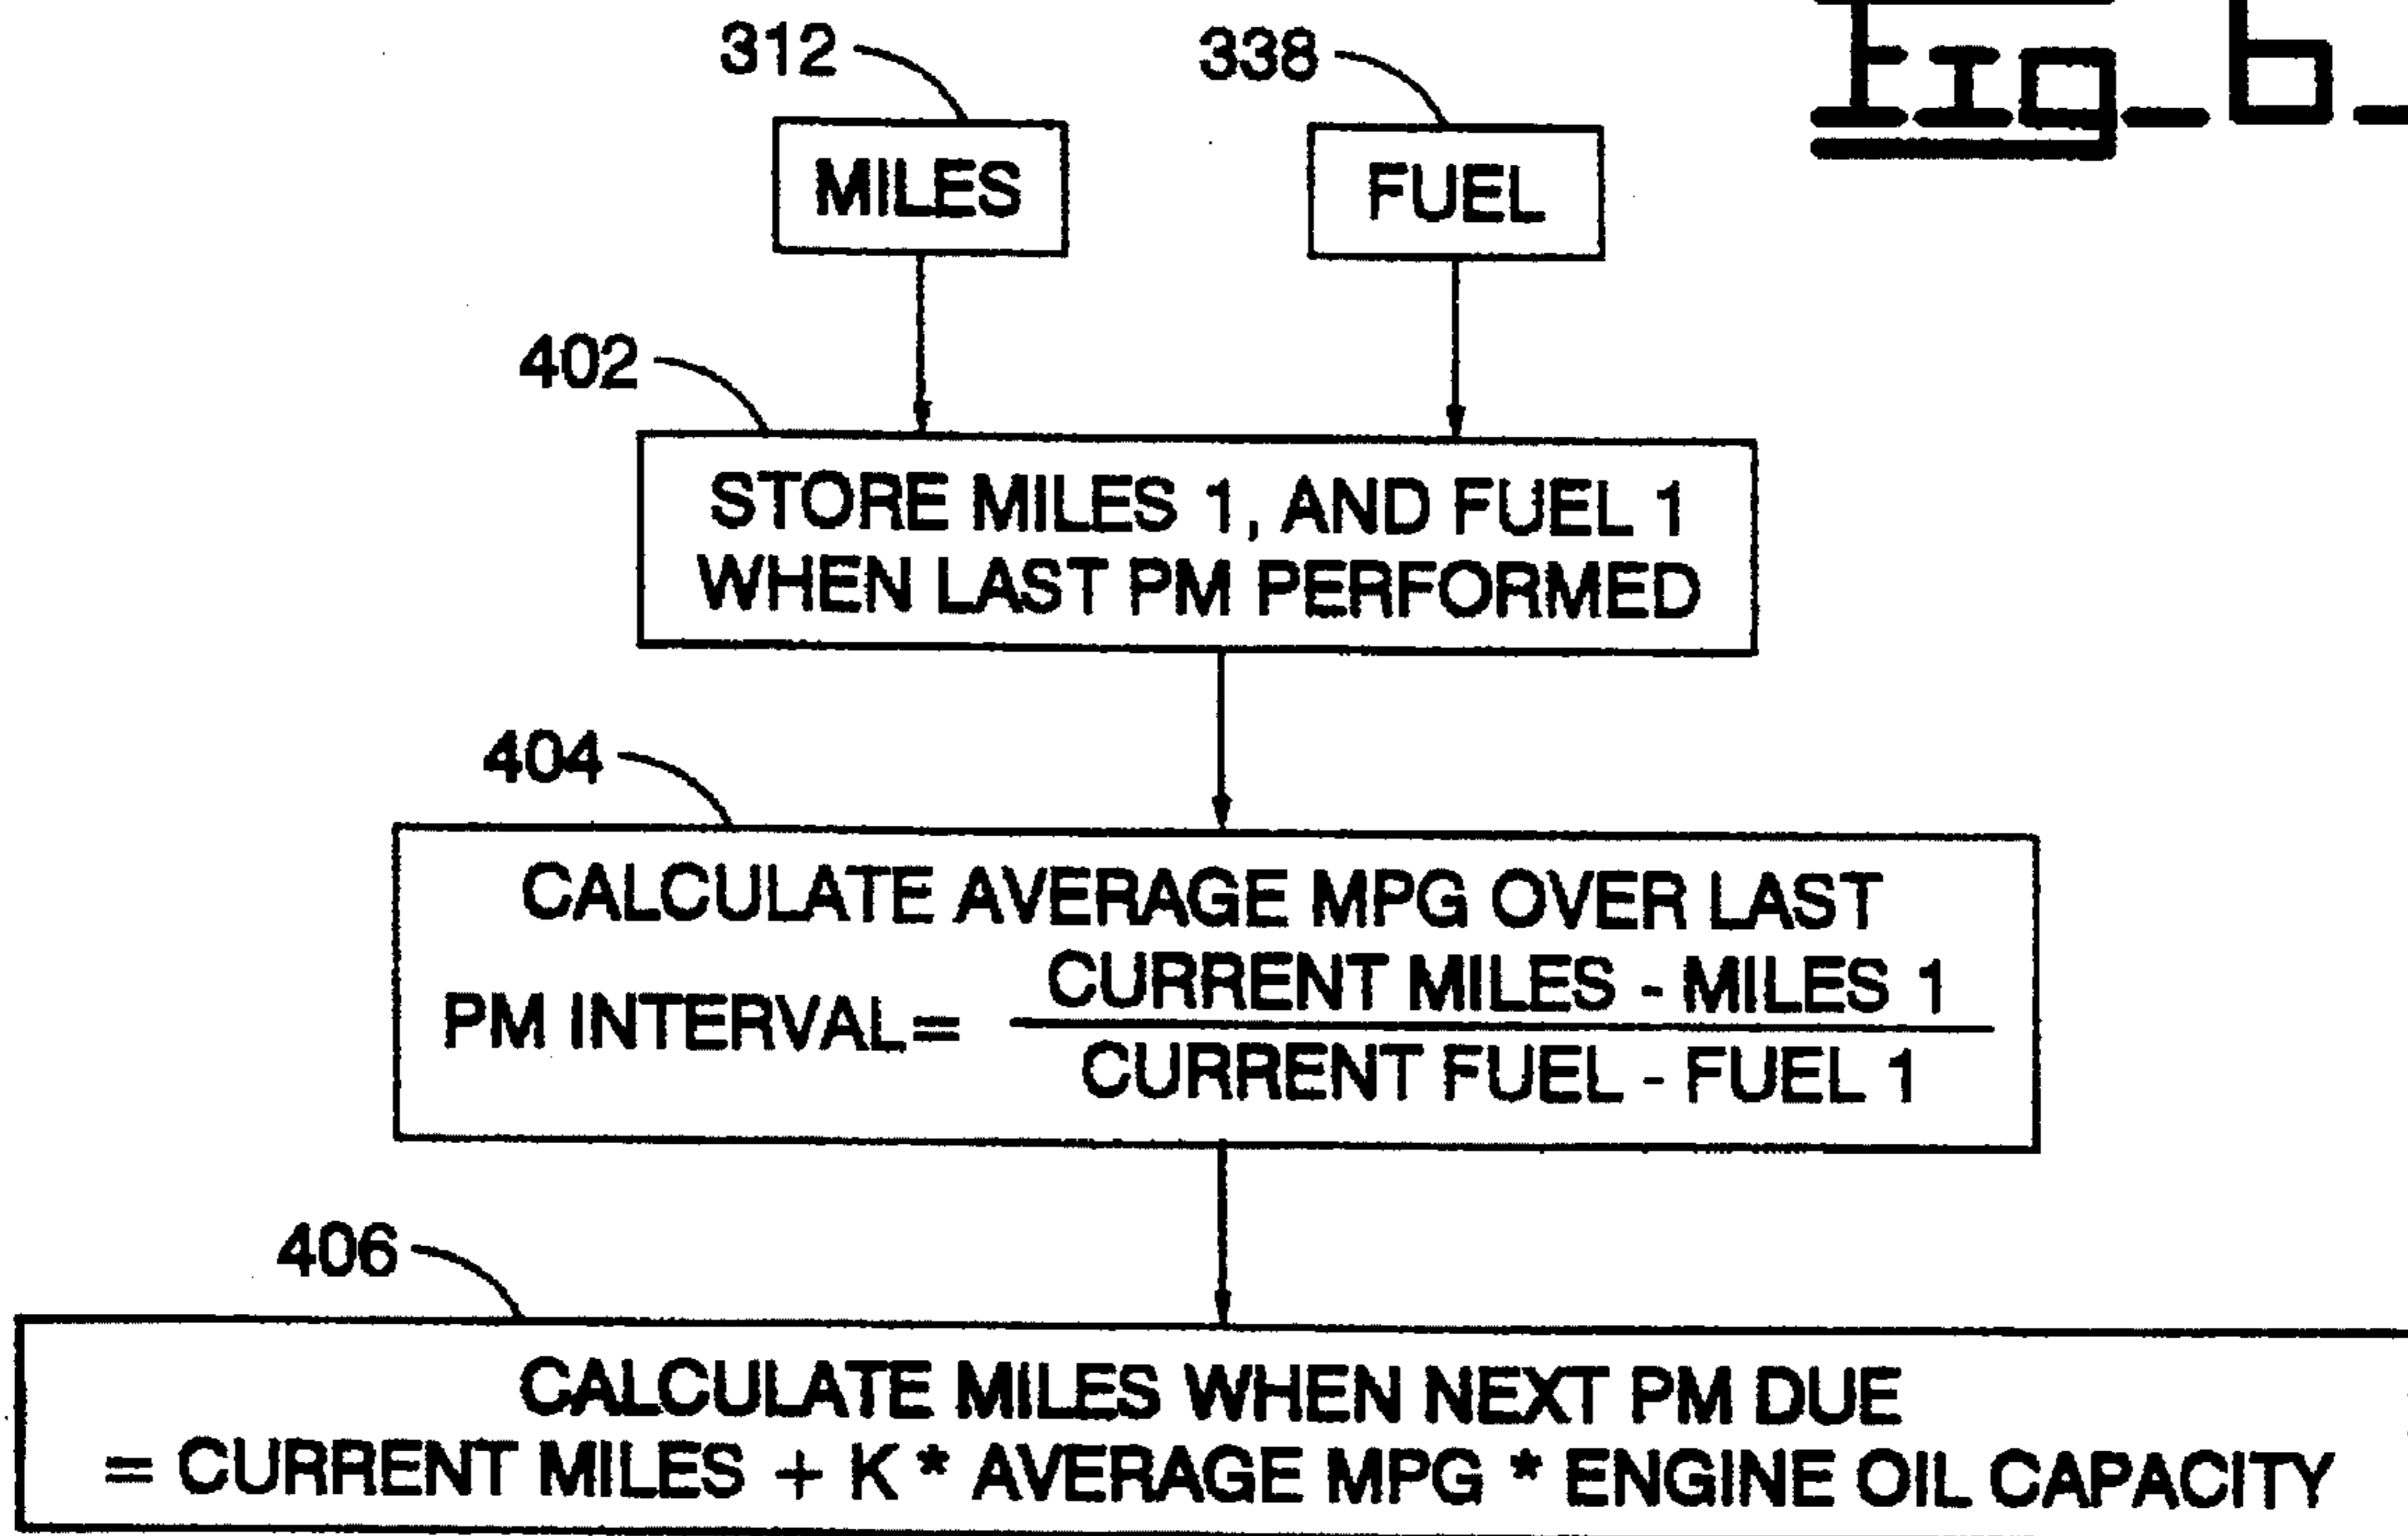 Fig_6_
312
338
MILES
FUEL
402
STORE MILES 1, AND FUEL 1
WHEN LAST PM PERFORMED
404
CALCULATE AVERAGE MPG OVER LAST
PM INTERVAL= CURRENT MILES - MILES 1
CURRENT FUEL - FUEL 1
406
CALCULATE MILES WHEN NEXT PM DUE
= CURRENT MILES + K * AVERAGE MPG * ENGINE OIL CAPACITY